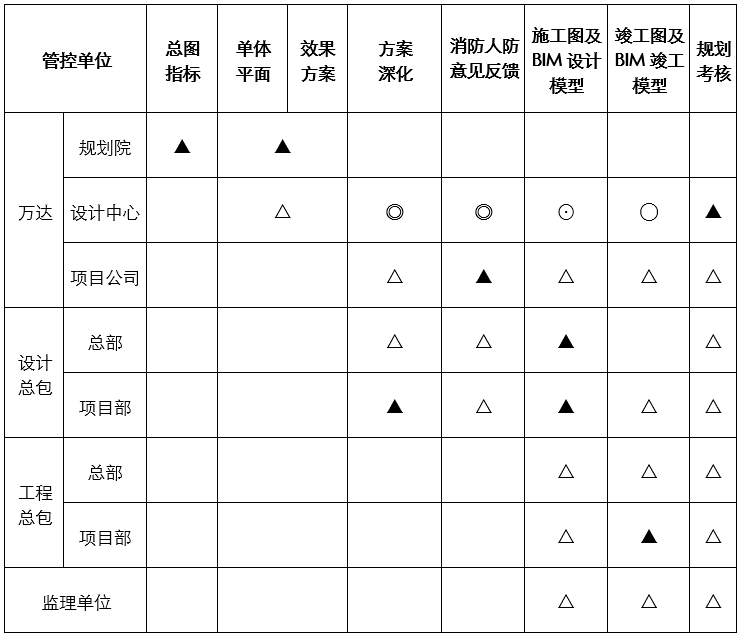 管控单位 总图指标 单体平面 效果方案 方案深化 消防人防意见反馈 施工图及BIM设计模型 竣工图及BIM竣工模型 规划考核
万达 规划院 ▲ ▲
设计中心 △ ◎ ◎ ⊙ ○ ▲
项目公司 △ ▲ △ △ △
设计总包 总部 △ △ ▲ △
项目部 ▲ △ ▲ △ △
工程总包 总部 △ △ △
项目部 △ ▲ △
监理单位 △ △ △